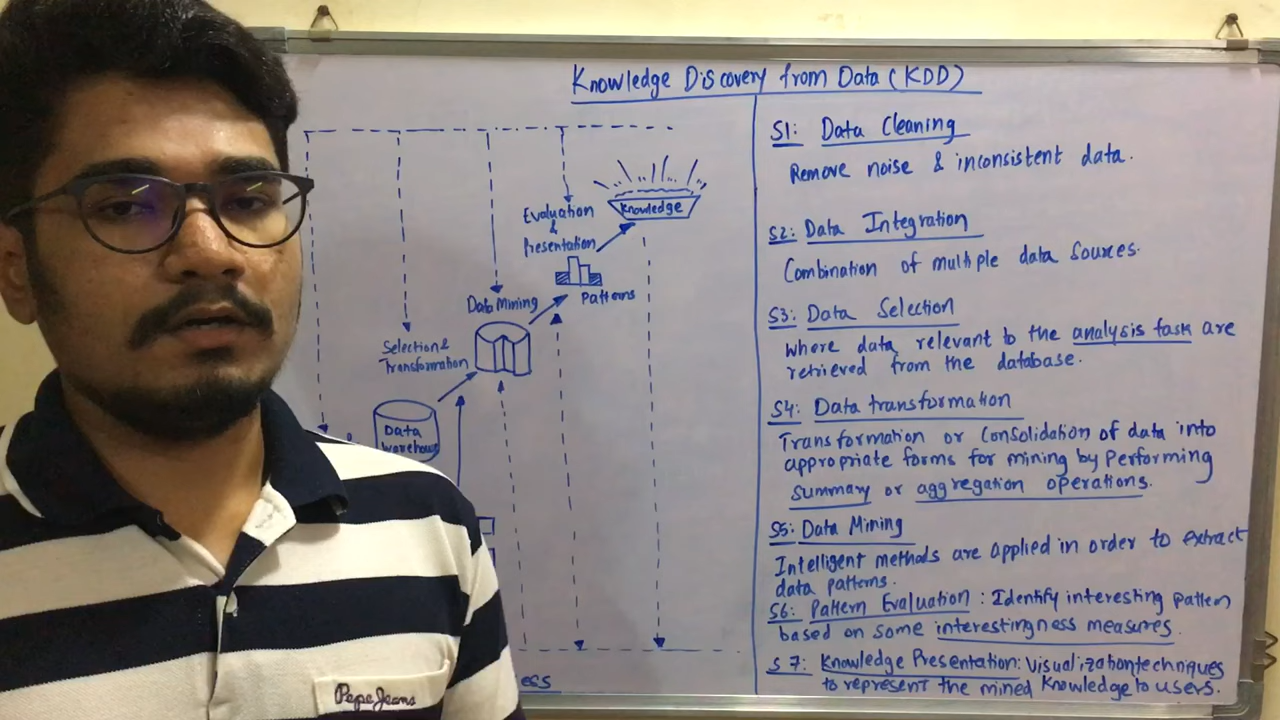 Knowledge Discovery from Data (KDD)
Knowledge
Evaluation
&
Presentation
Patterns
Data Mining
Selection &
Transformation
Data
Warehouse
ess
S1: Data Cleaning
Remove noise & inconsistent data.
S2: Data Integration
Combination of multiple data sources.
S3: Data Selection
where data relevant to the analysis task are
retrieved from the database.
S4: Data transformation
Transformation or Consolidation of data into
appropriate forms for mining by Performing
summary or aggregation operations.
S5: Data Mining
Intelligent methods are applied in order to extract
data patterns.
S6: Pattern Evaluation: Identify interesting pattern
based on some interestingness measures.
S7: Knowledge Presentation: Visualization techniques
to represent the mined Knowledge to users.
Pepe Jeans